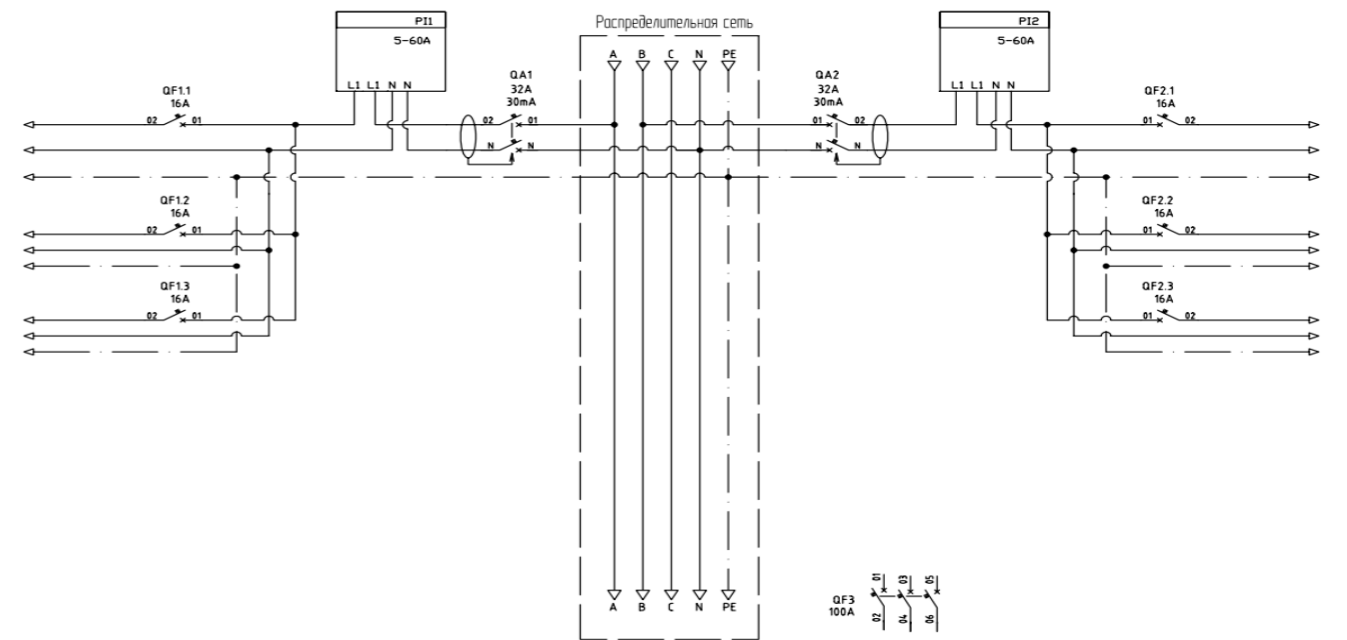 PI1
5-60A
L1 L1 N N
Распределительная сеть
A B C N PE
PI2
5-60A
L1 L1 N N
QF1.1
16A
02 01
QA1
32A
30mA
02 01
N N
QA2
32A
30mA
01 02
N N
QF2.1
16A
01 02
QF1.2
16A
02 01
QF2.2
16A
01 02
QF1.3
16A
02 01
QF2.3
16A
01 02
A B C N PE
QF3
100A
01 03 05
02 04 06